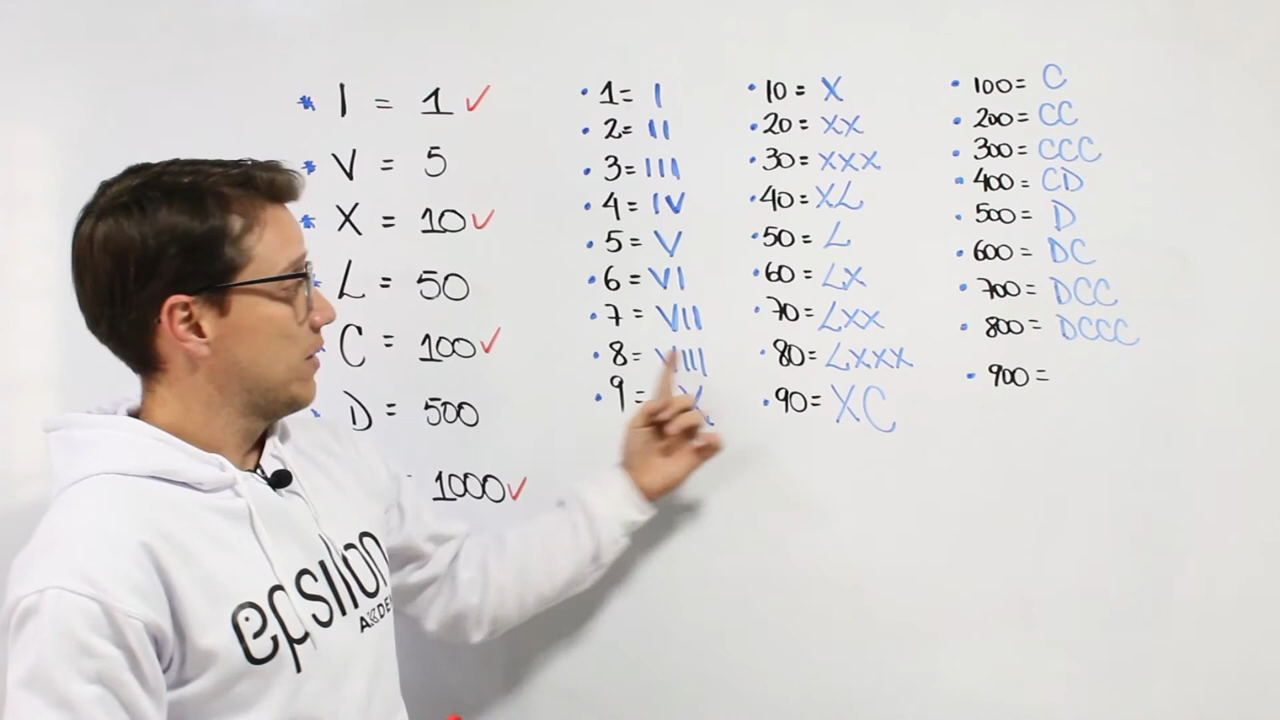 * I = 1 ✓
* V = 5
* X = 10 ✓
* L = 50
* C = 100 ✓
* D = 500
1000 ✓
• 1 = I
• 2 = II
• 3 = III
• 4 = IV
• 5 = V
• 6 = VI
• 7 = VII
• 8 = VIII
• 9 = X
• 10 = X
• 20 = XX
• 30 = XXX
• 40 = XL
• 50 = L
• 60 = LX
• 70 = LXX
• 80 = LXXX
• 90 = XC
• 100 = C
• 200 = CC
• 300 = CCC
• 400 = CD
• 500 = D
• 600 = DC
• 700 = DCC
• 800 = DCCC
• 900 =
epsilon